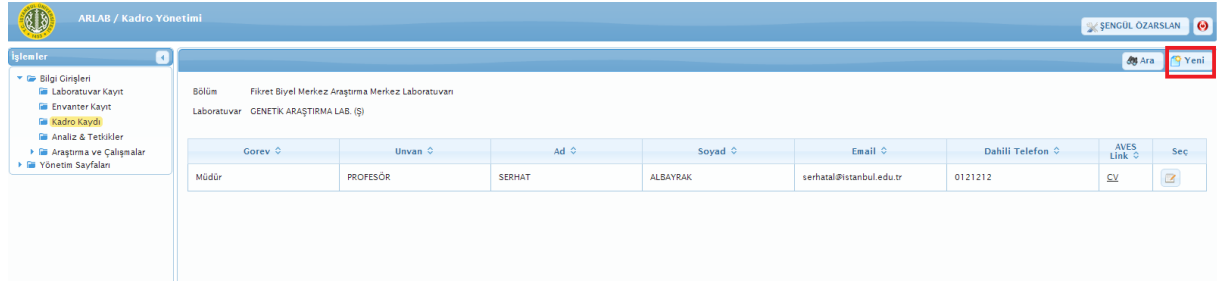 ARLAB / Kadro Yönetimi
ŞENGÜL ÖZARSLAN
İşlemler
Ara
Yeni
Bilgi Girişleri
Laboratuvar Kayıt
Envanter Kayıt
Kadro Kaydı
Analiz & Tetkikler
Araştırma ve Çalışmalar
Yönetim Sayfaları
Bölüm Fikret Biyel Merkez Araştırma Merkez Laboratuvarı
Laboratuvar GENETİK ARAŞTIRMA LAB. (Ş)
Gorev Unvan Ad Soyad Email Dahili Telefon AVES Link Seç
Müdür PROFESÖR SERHAT ALBAYRAK serhatal@istanbul.edu.tr 0121212 CV